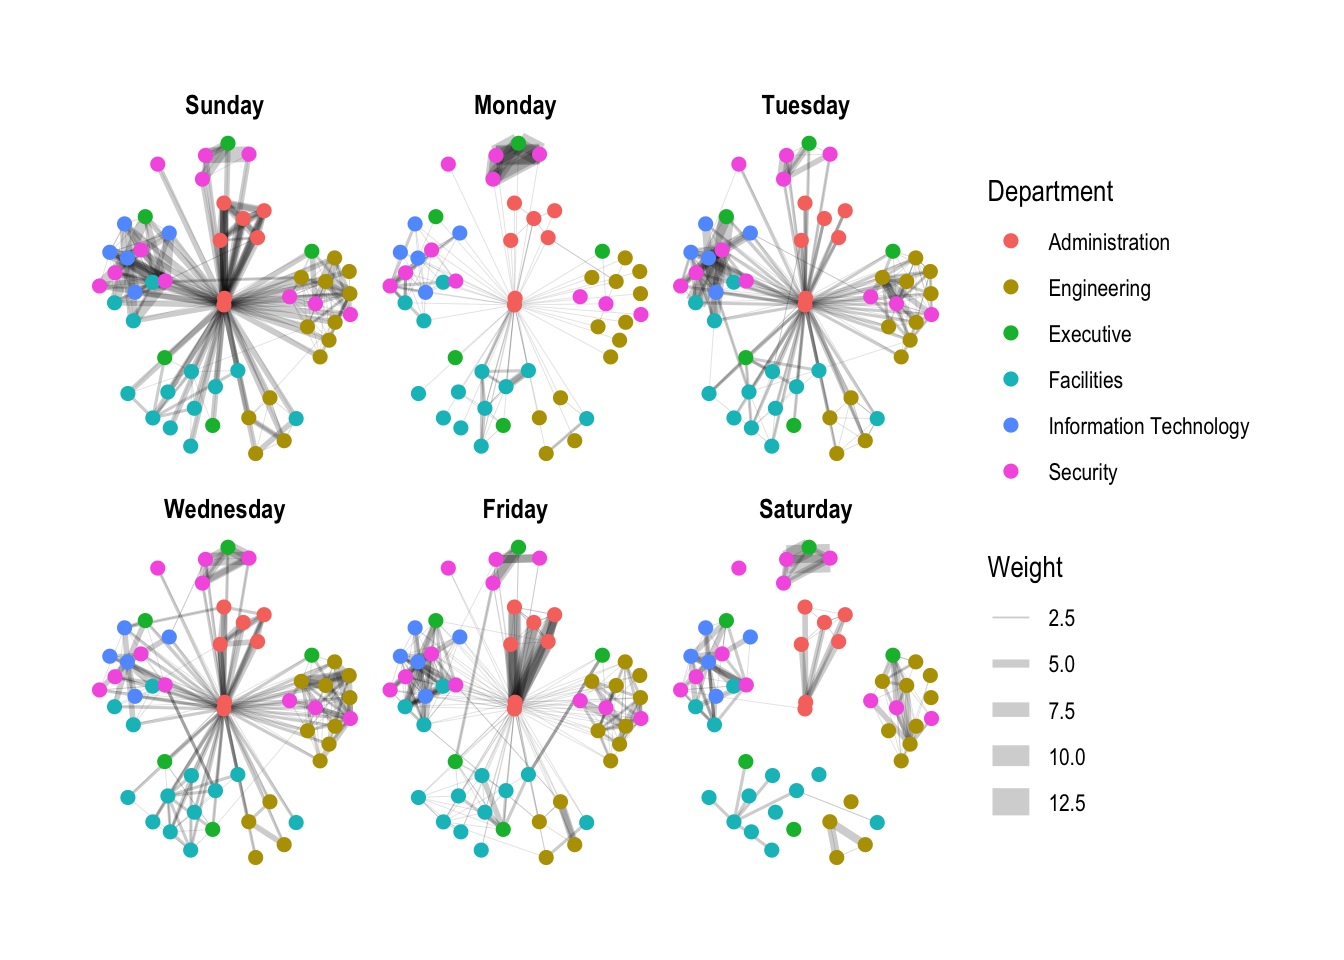 Sunday
Monday
Tuesday
Wednesday
Friday
Saturday
Department
Administration
Engineering
Executive
Facilities
Information Technology
Security
Weight
2.5
5.0
7.5
10.0
12.5